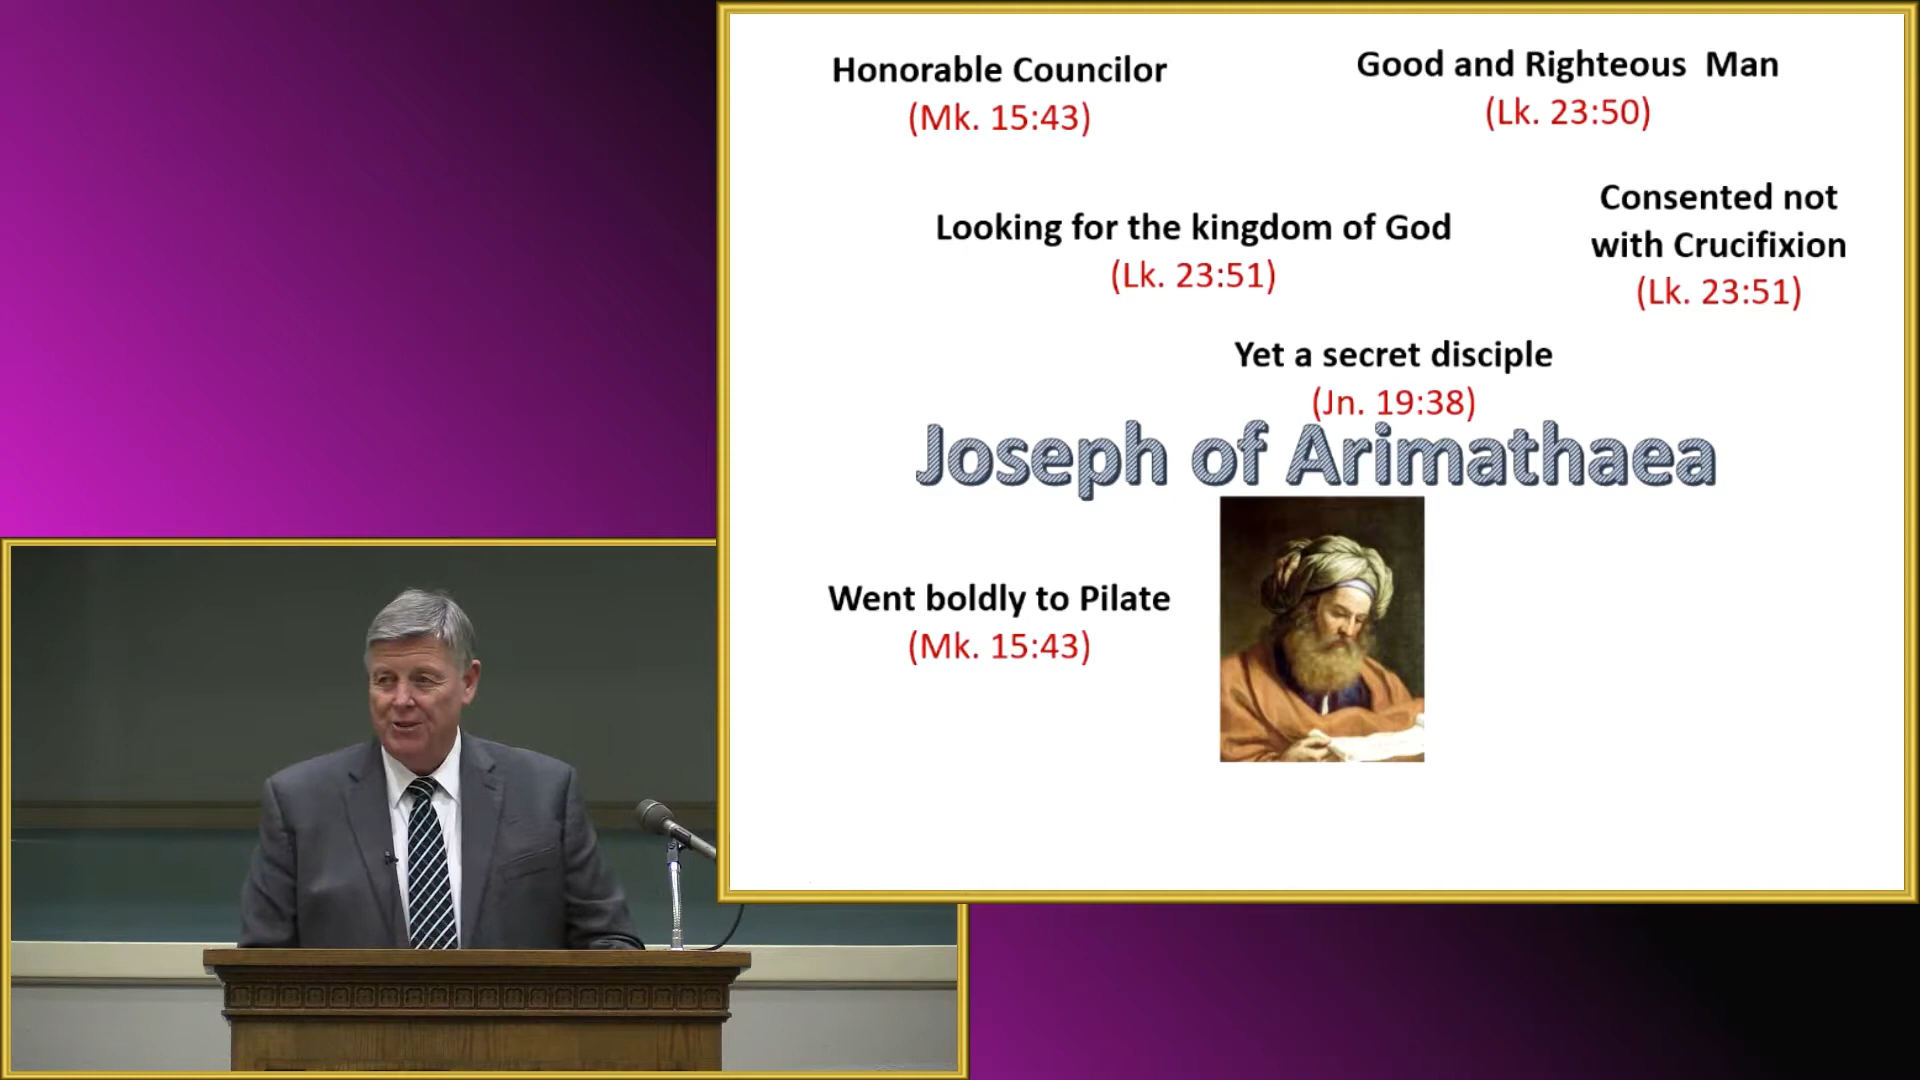 Honorable Councilor
(Mk. 15:43)
Good and Righteous Man
(Lk. 23:50)
Looking for the kingdom of God
(Lk. 23:51)
Consented not
with Crucifixion
(Lk. 23:51)
Yet a secret disciple
(Jn. 19:38)
Joseph of Arimathaea
Went boldly to Pilate
(Mk. 15:43)